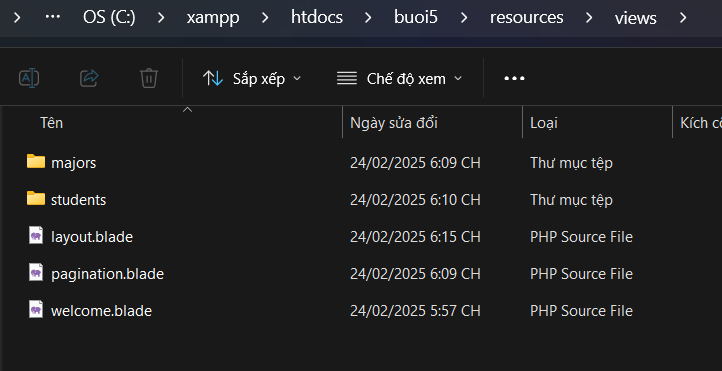 OS (C:) xampp htdocs buoi5 resources views
Sắp xếp Chế độ xem
Tên Ngày sửa đổi Loại Kích cỡ
majors 24/02/2025 6:09 CH Thư mục tệp
students 24/02/2025 6:10 CH Thư mục tệp
layout.blade 24/02/2025 6:15 CH PHP Source File
pagination.blade 24/02/2025 6:09 CH PHP Source File
welcome.blade 24/02/2025 5:57 CH PHP Source File